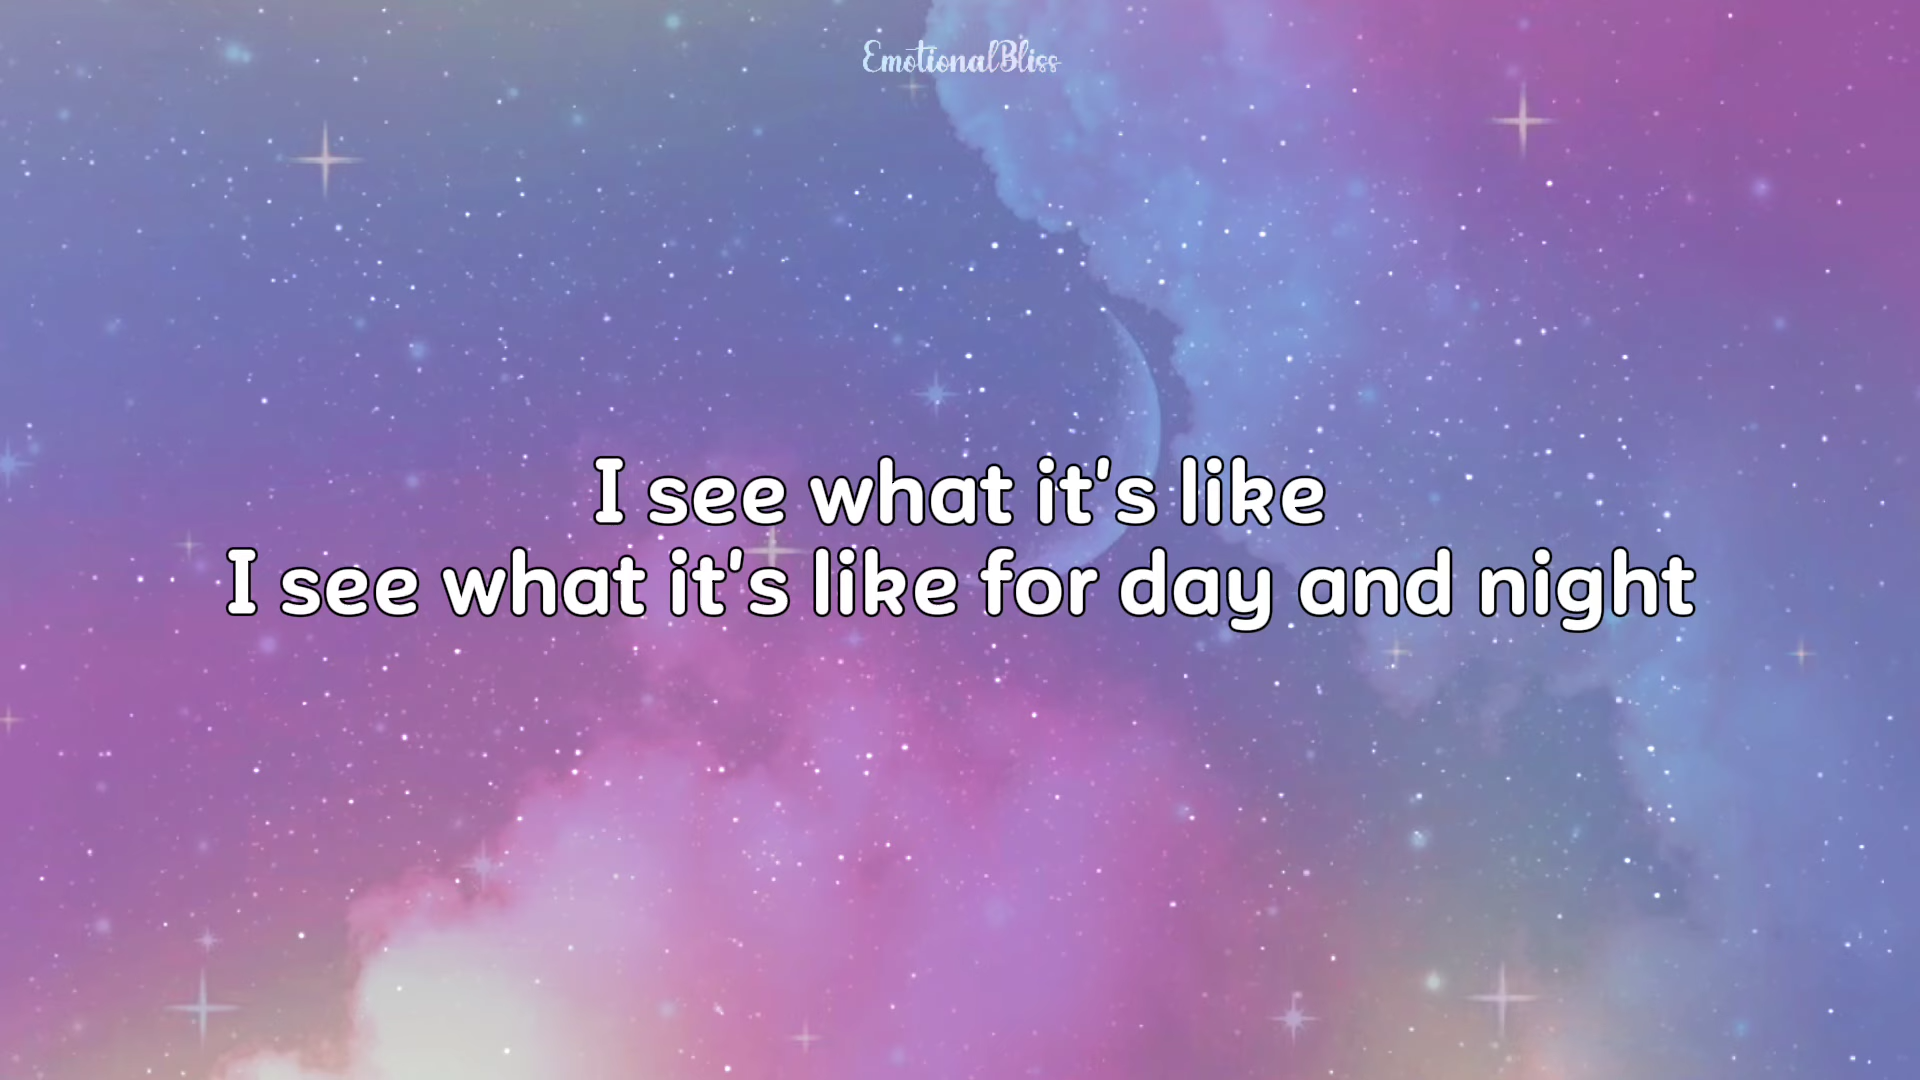 EmotionalBliss
I see what it's like
I see what it's like for day and night